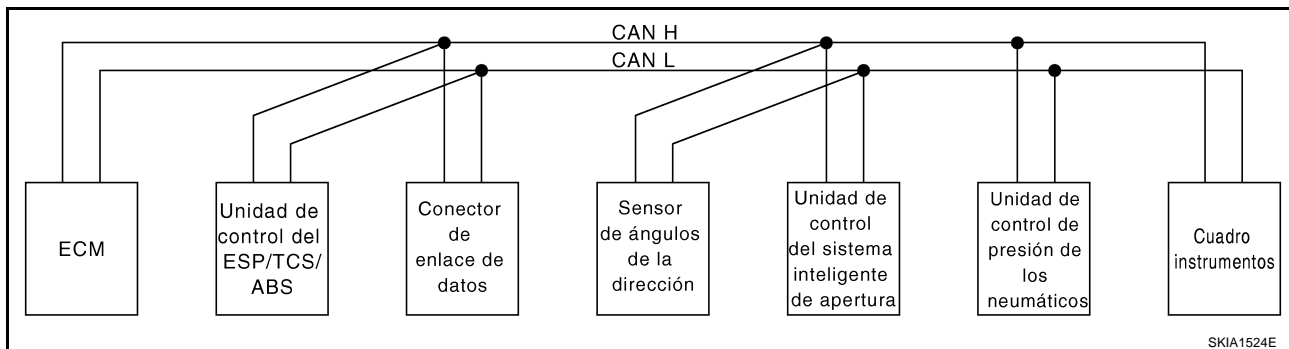 CAN H
CAN L
ECM
Unidad de
control del
ESP/TCS/
ABS
Conector
de
enlace de
datos
Sensor
de ángulos
de la
dirección
Unidad de
control
del sistema
inteligente
de apertura
Unidad de
control de
presión de
los
neumáticos
Cuadro
instrumentos
SKIA1524E